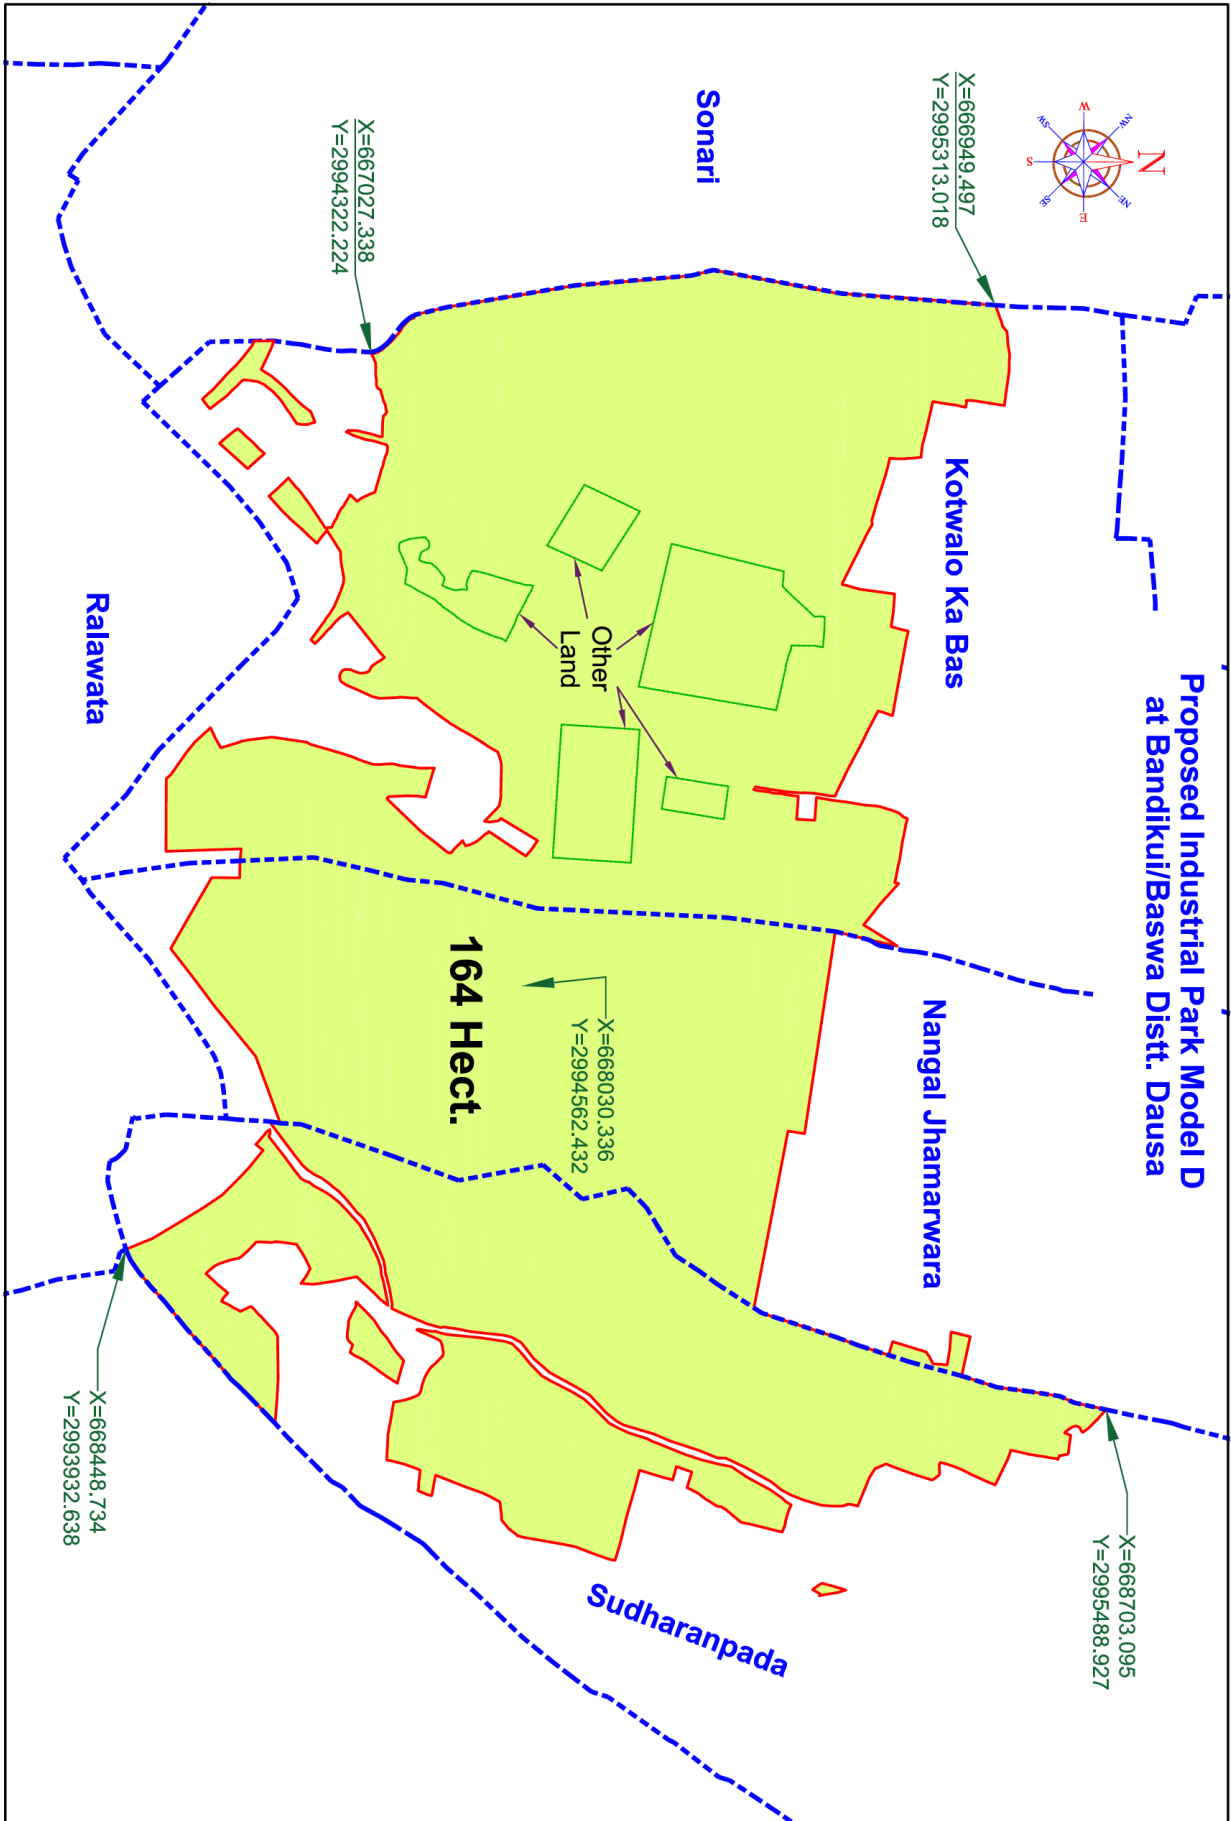 Proposed Industrial Park Model D
at Bandikui/Baswa Distt. Dausa
N
NW
NE
W
E
SW
SE
S
X=666949.497
Y=2995313.018
X=668703.095
Y=2995488.927
Kotwalo Ka Bas
Nangal Jhamarwara
Sonari
Sudharanpada
Other
Land
X=668030.336
Y=2994562.432
164 Hect.
X=667027.338
Y=2994322.224
Ralawata
X=668448.734
Y=2993932.638